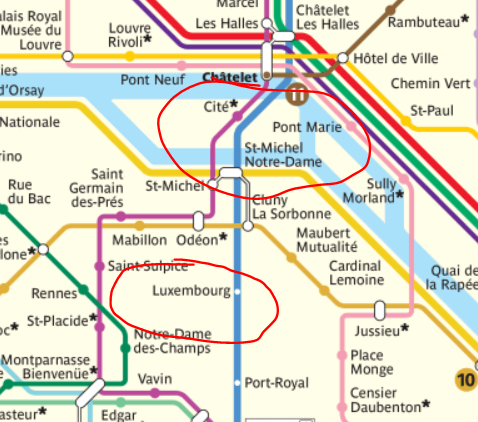 alais Royal
Musée du
Louvre
Louvre
Rivoli*
Marcel
Les Halles
Châtelet
Les Halles
Rambuteau*
Hôtel de Ville
Pont Neuf
Châtelet
Chemin Vert
ies
d'Orsay
Cité*
11
St-Paul
Nationale
Pont Marie
rino
St-Michel
Notre-Dame
Saint
Germain
des-Prés
St-Michel
Rue
du Bac
Cluny
La Sorbonne
Sully
Morland*
Mabillon
Odéon*
es
lone*
Maubert
Mutualité
Saint-Sulpice
Cardinal
Lemoine
Quai de
la Rapée
Rennes
Luxembourg
St-Placide*
oc*
Notre-Dame
des-Champs
Jussieu*
Montparnasse
Bienvenüe*
Place
Monge
Vavin
Port-Royal
10
Censier
Daubenton*
asteur*
Edgar